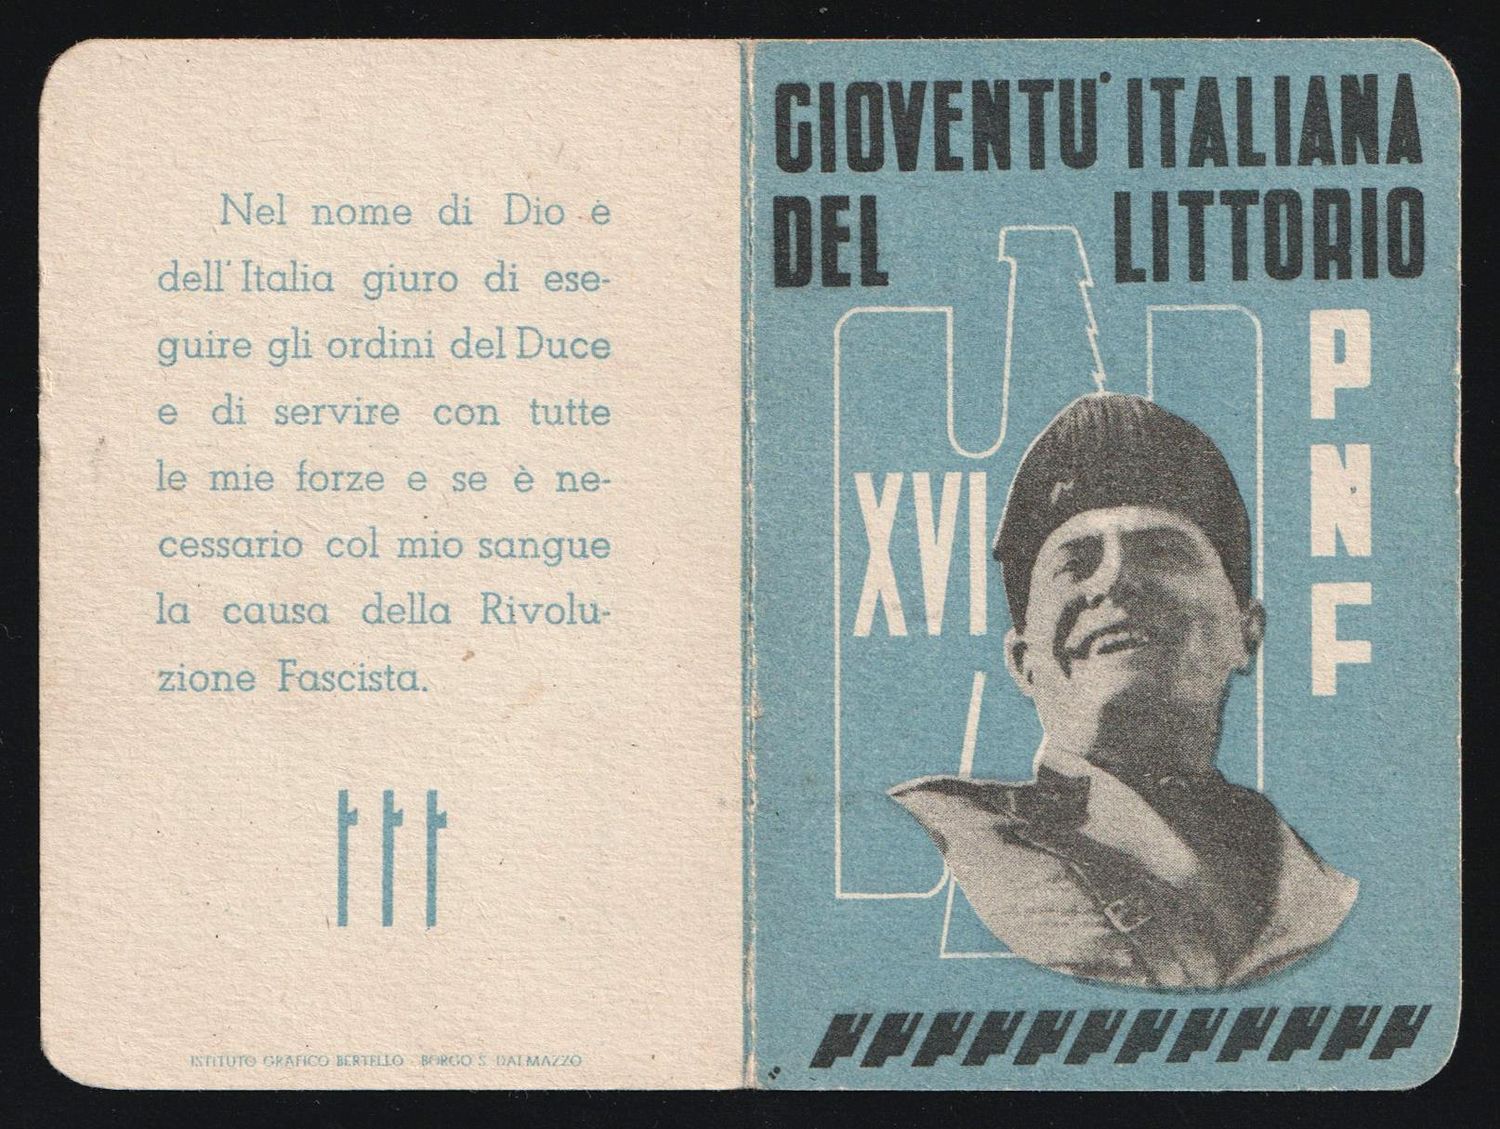 Nel nome di Dio e
dell'Italia giuro di ese-
guire gli ordini del Duce
e di servire con tutte
le mie forze e se è ne-
cessario col mio sangue
la causa della Rivolu-
zione Fascista.
ISTITUTO GRAFICO BERTELLO - BORGO S. DALMAZZO
GIOVENTU' ITALIANA
DEL LITTORIO
PNF
XVI